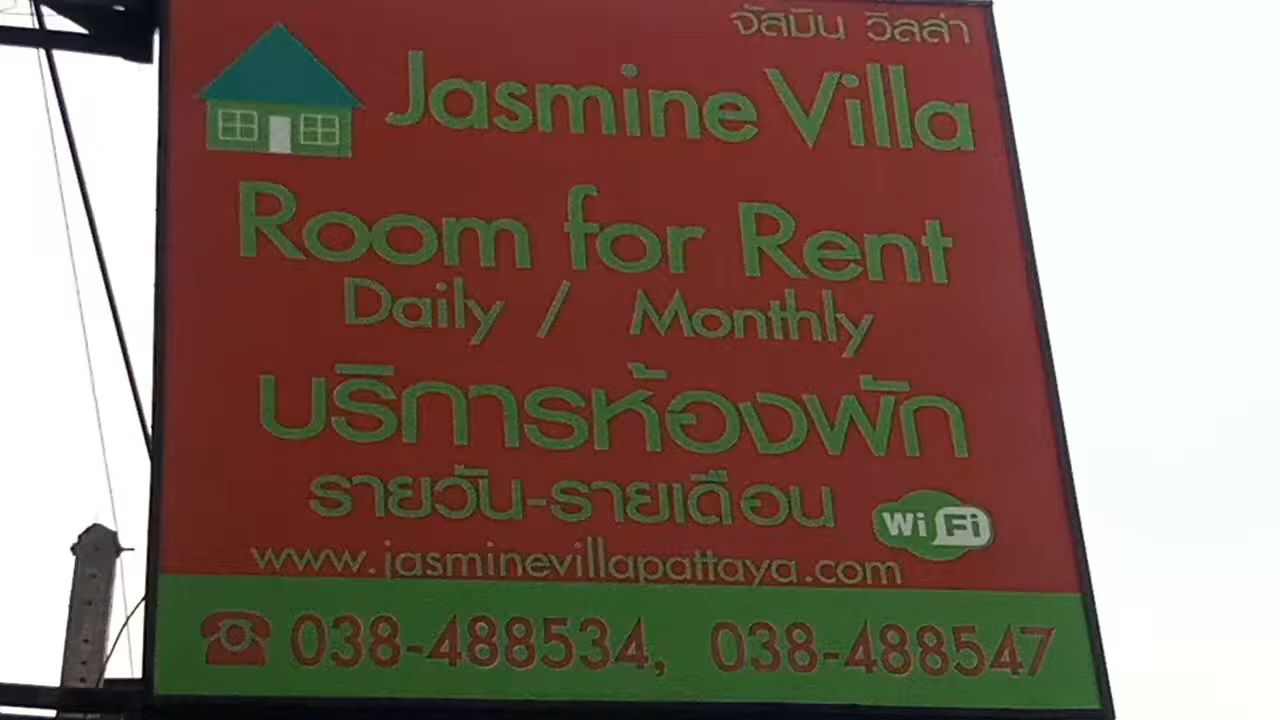 จัสมิน วิลล่า
Jasmine Villa
Room for Rent
Daily / Monthly
บริการห้องพัก
รายวัน-รายเดือน
Wi Fi
www.jasminevillapattaya.com
038-488534, 038-488547